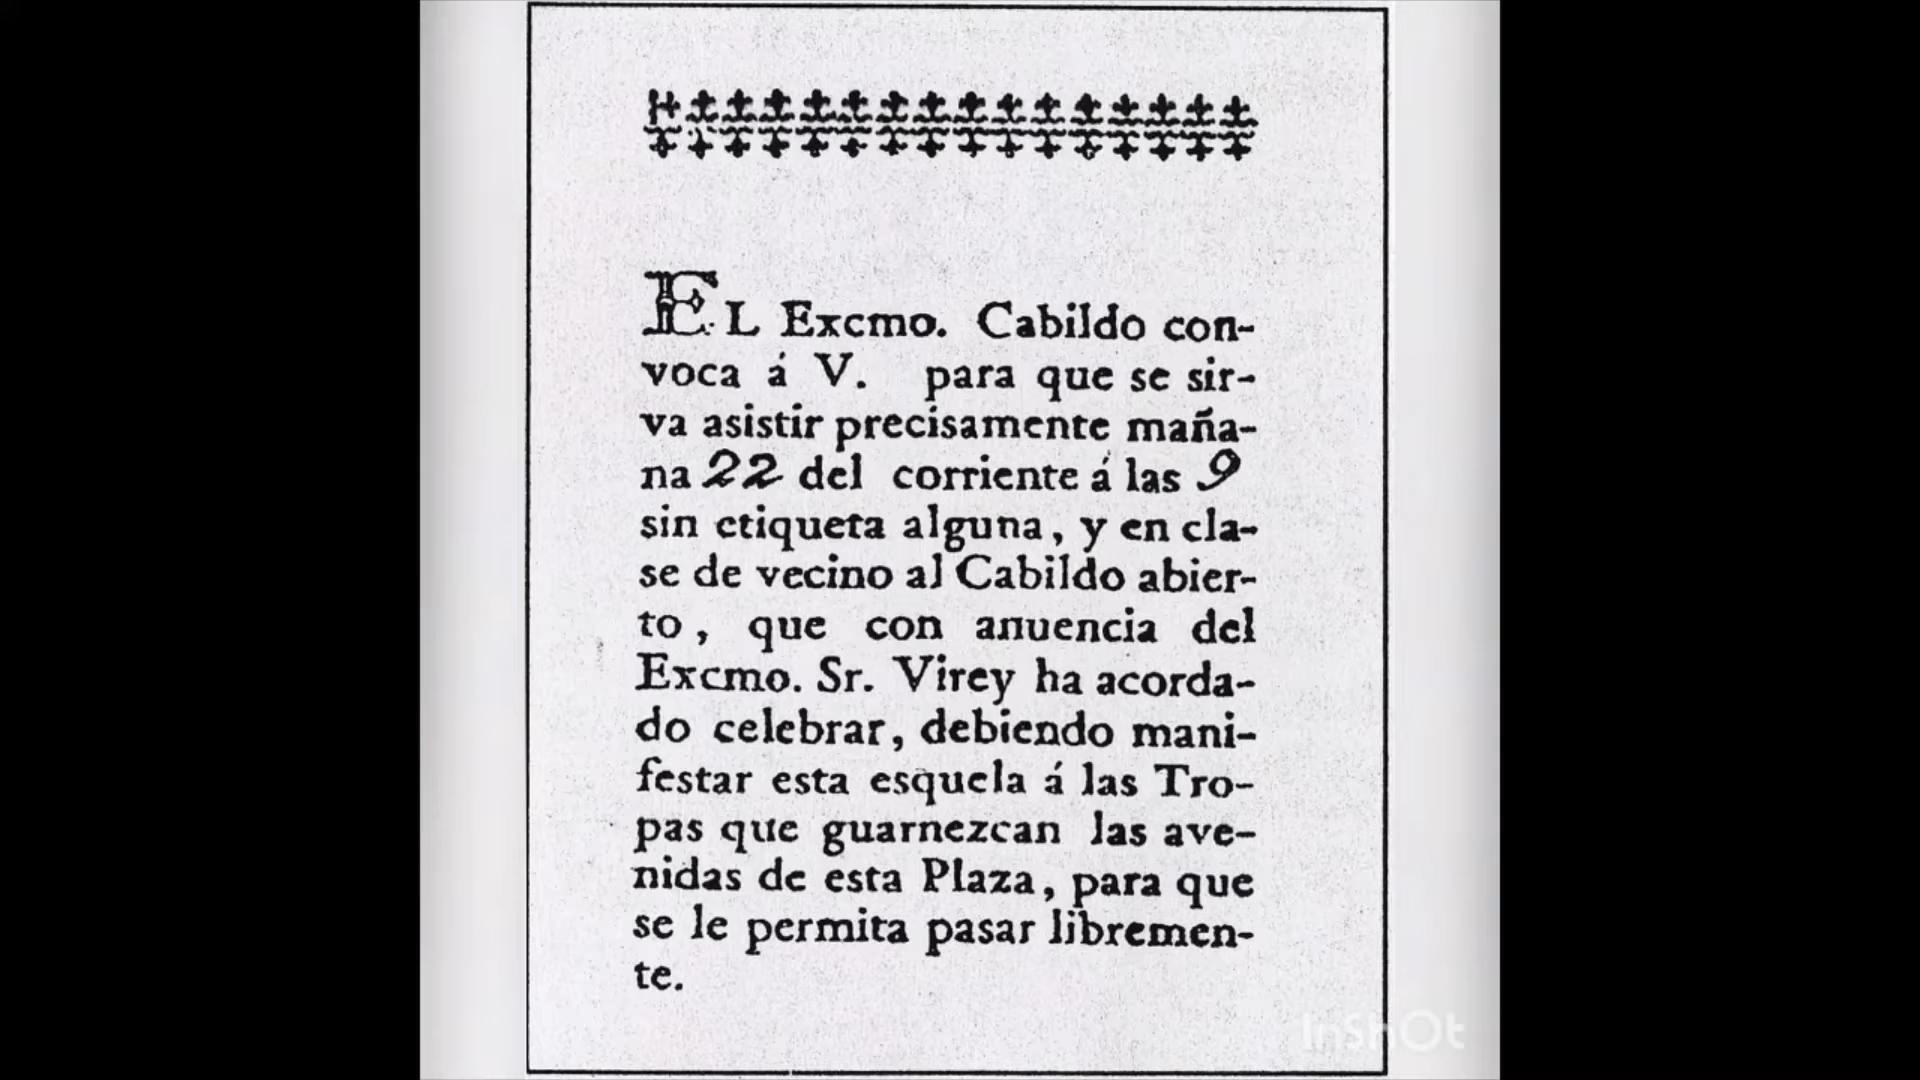 EL Excmo. Cabildo con-
voca á V. para que se sir-
va asistir precisamente maña-
na 22 del corriente á las 9
sin etiqueta alguna, y en cla-
se de vecino al Cabildo abier-
to, que con anuencia del
Excmo. Sr. Virey ha acorda-
do celebrar, debiendo mani-
festar esta esquela á las Tro-
pas que guarnezcan las ave-
nidas de esta Plaza, para que
se le permita pasar libremen-
te.
InShOt